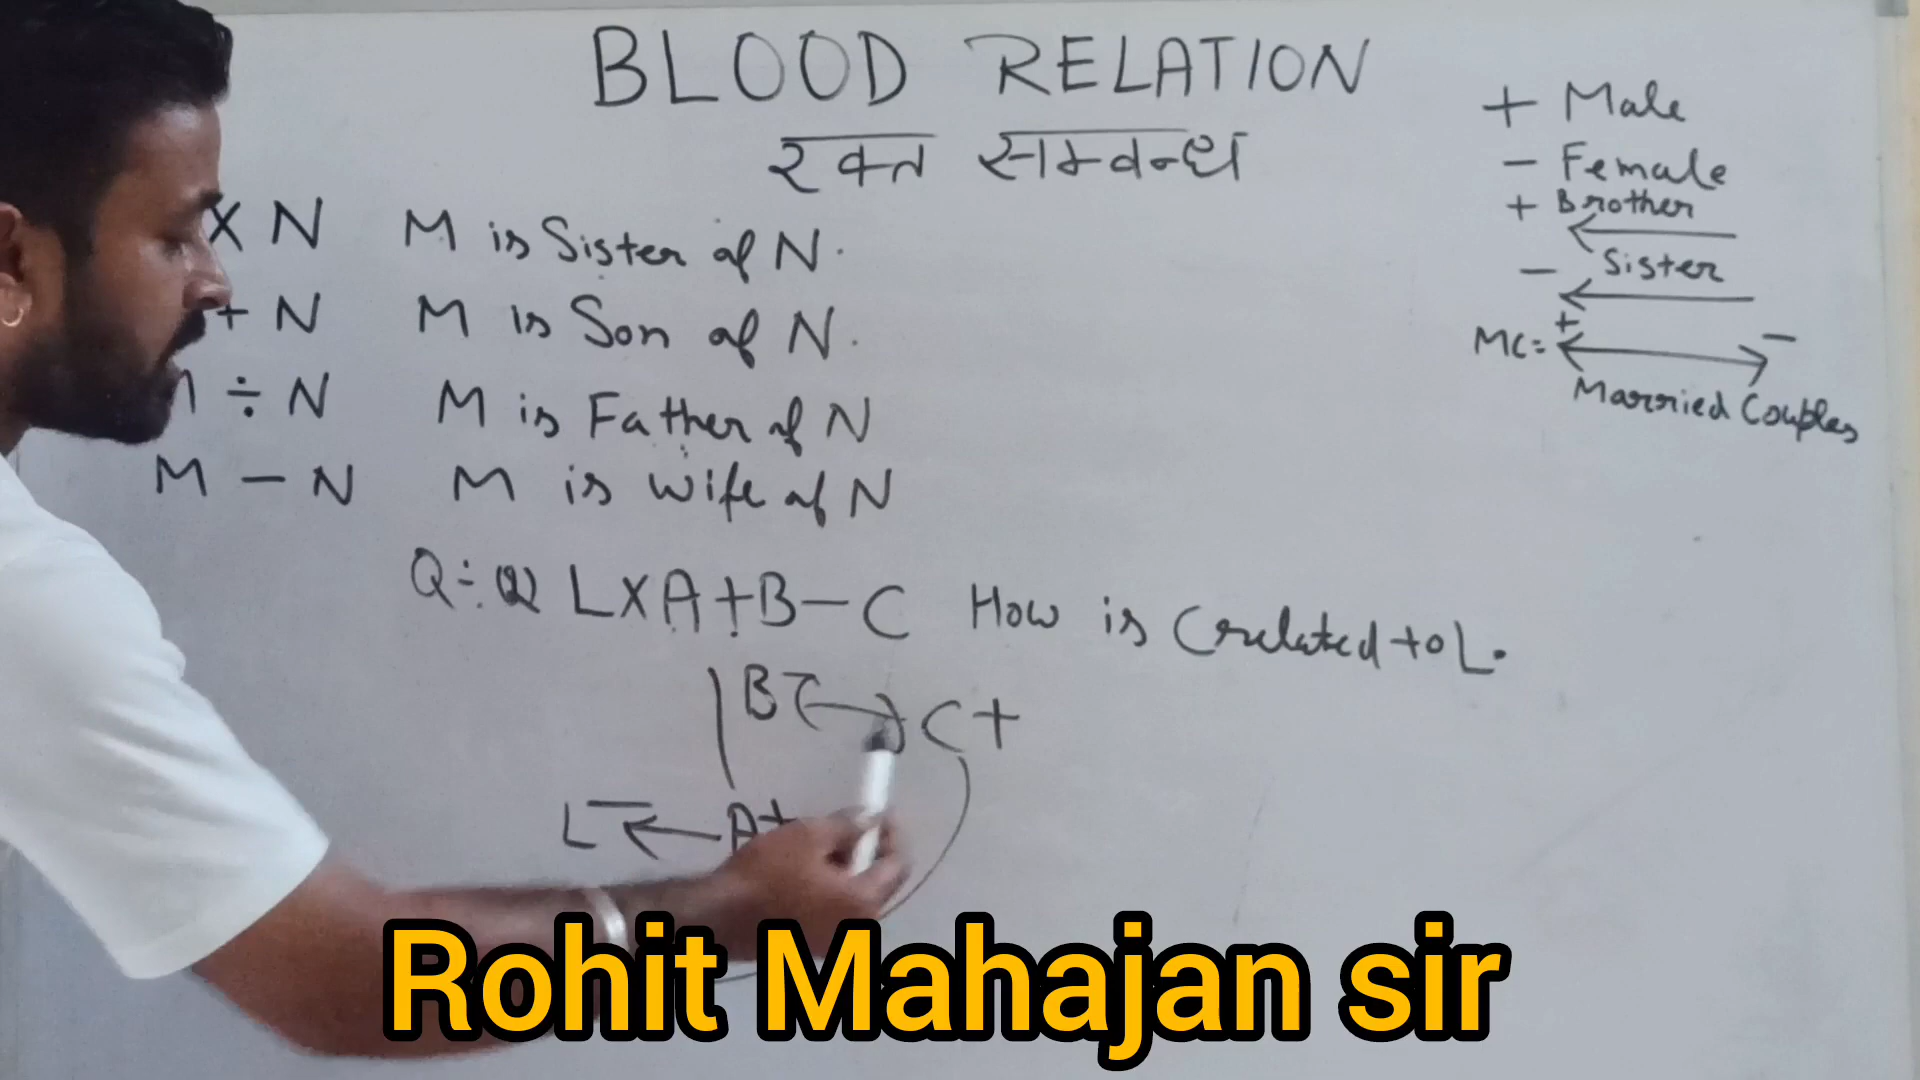 BLOOD RELATION
रक्त सम्बन्ध
+ Male
- Female
+ Brother
- Sister
+ -
MC=
Married Couples
X N M is Sister of N.
+ N M is Son of N.
M ÷ N M is Father of N
M - N M is wife of N
Q÷ LXA+B-C How is C related to L.
B C+
L A+
Rohit Mahajan sir